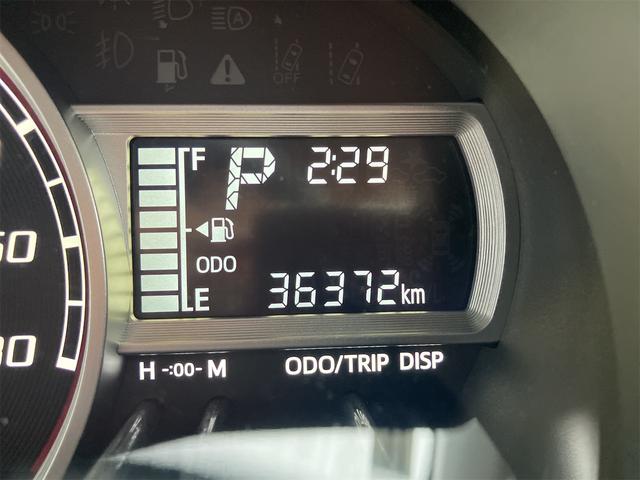 OFF
F
P 2:29
ODO
E
36372km
H -:00- M
ODO/TRIP DISP